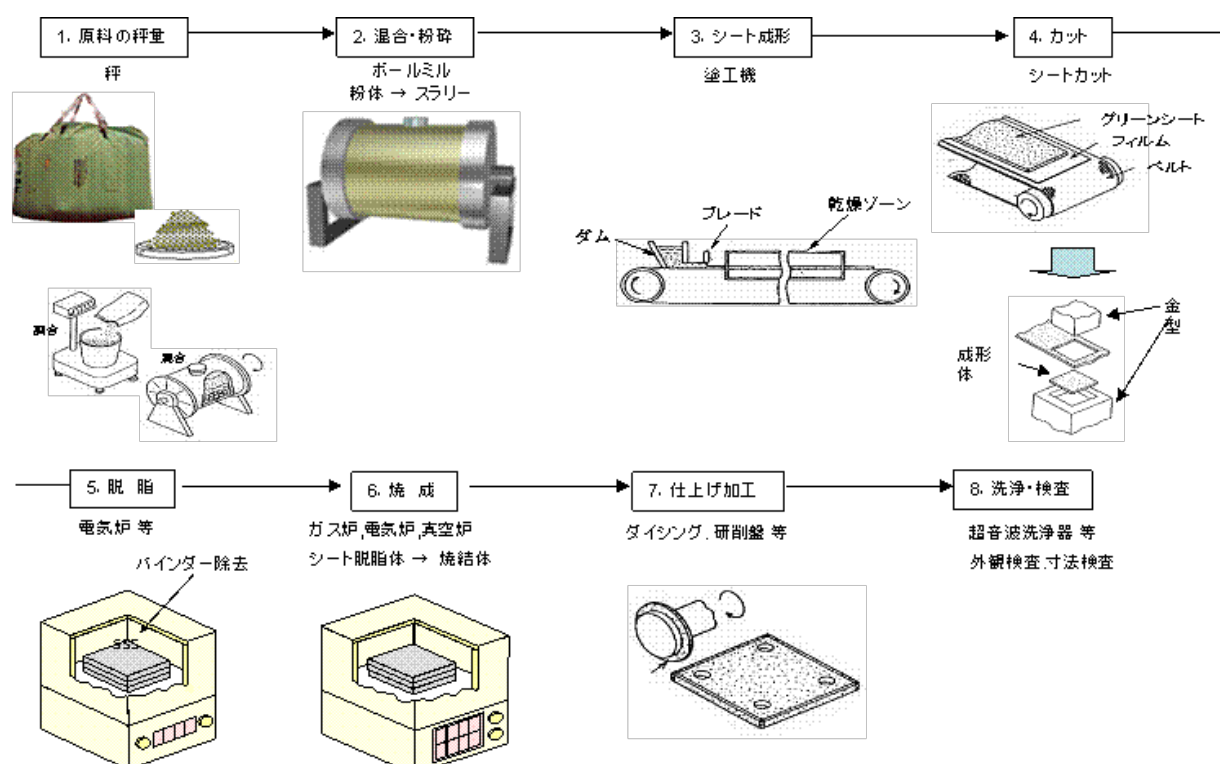 1. 原料の秤量
2. 混合・粉砕
3. シート成形
4. カット
秤
ボールミル
粉体 → スラリー
塗工機
シートカット
グリーンシート
フィルム
ベルト
ダム
ブレード
乾燥ゾーン
混合
混合
金型
成形体
5. 脱 脂
6. 焼 成
7. 仕上げ加工
8. 洗浄・検査
電気炉 等
ガス炉,電気炉,真空炉
シート脱脂体 → 焼結体
ダイシング, 研削盤 等
超音波洗浄器 等
外観検査,寸法検査
バインダー除去
SSS